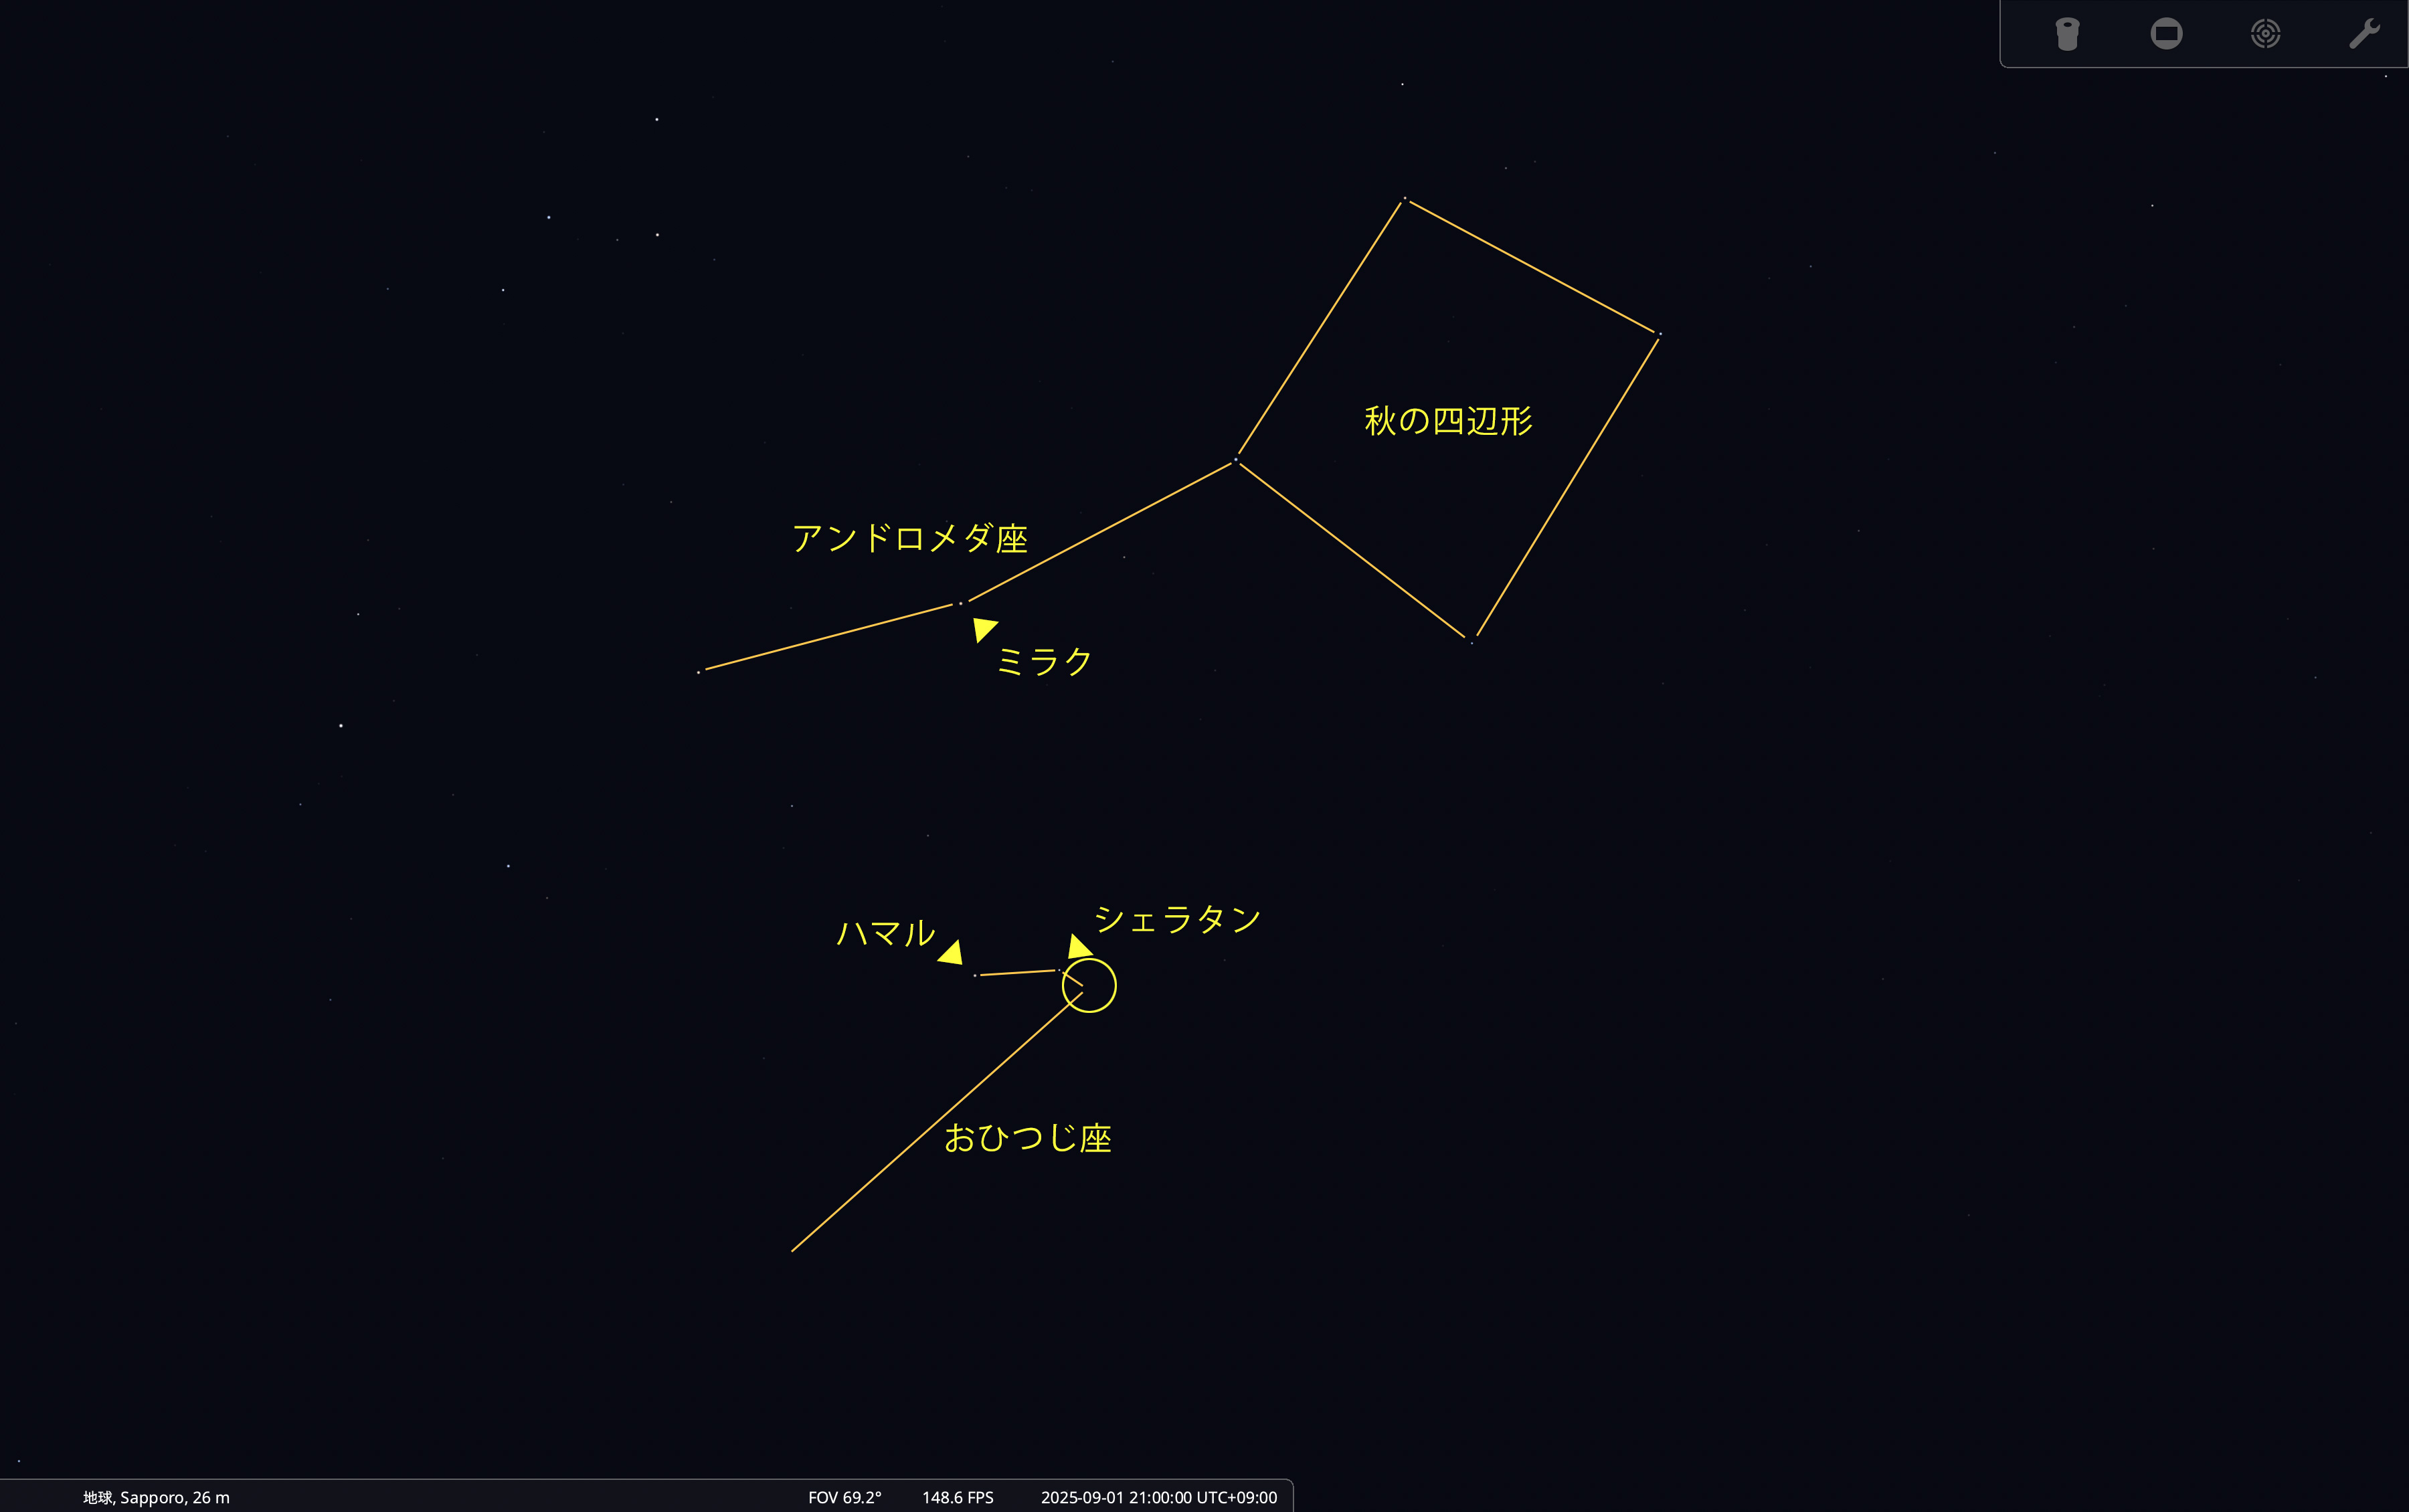 秋の四辺形
アンドロメダ座
ミラク
シェラタン
ハマル
おひつじ座
地球, Sapporo, 26 m
FOV 69.2°
148.6 FPS
2025-09-01 21:00:00 UTC+09:00